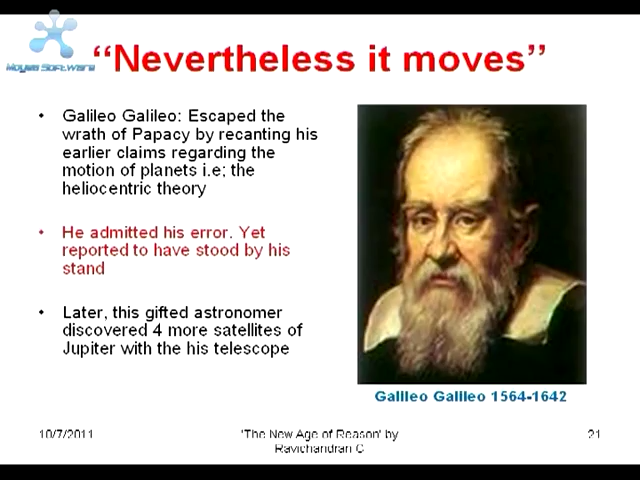 Moyea Software
“Nevertheless it moves”
• Galileo Galileo: Escaped the
wrath of Papacy by recanting his
earlier claims regarding the
motion of planets i.e; the
heliocentric theory
• He admitted his error. Yet
reported to have stood by his
stand
• Later, this gifted astronomer
discovered 4 more satellites of
Jupiter with the his telescope
Galileo Galileo 1564-1642
10/7/2011
'The New Age of Reason' by
Ravichandran C
21